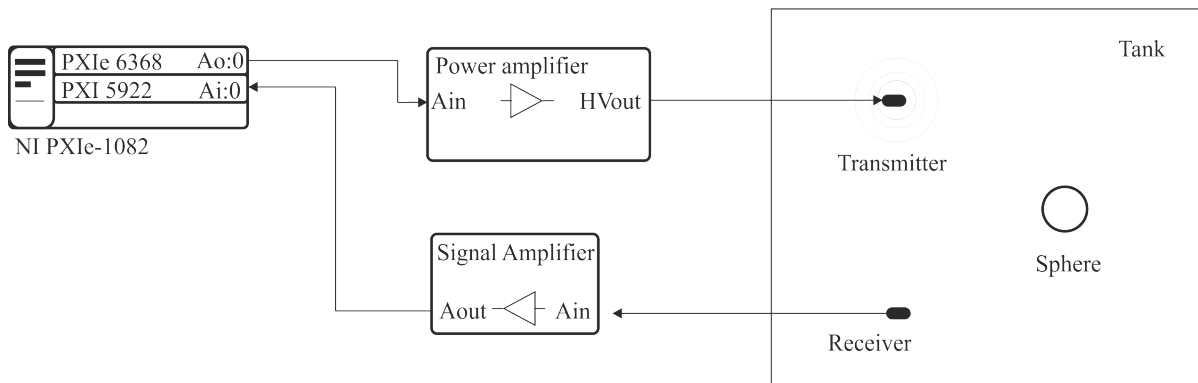 PXIe 6368 Ao:0
PXI 5922 Ai:0
NI PXIe-1082
Power amplifier
Ain HVout
Tank
Transmitter
Sphere
Signal Amplifier
Aout Ain
Receiver